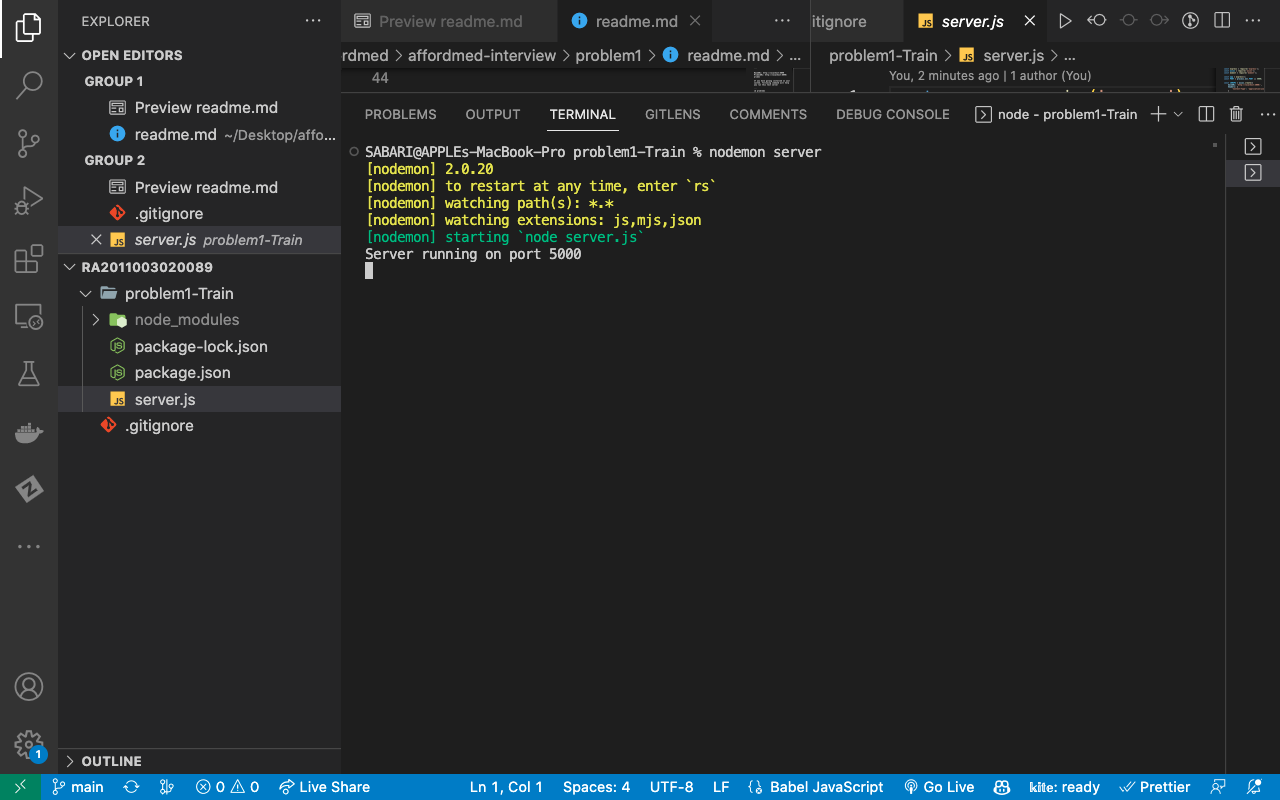 EXPLORER
OPEN EDITORS
GROUP 1
Preview readme.md
readme.md ~/Desktop/affo...
GROUP 2
Preview readme.md
.gitignore
server.js problem1-Train
RA2011003020089
problem1-Train
node_modules
package-lock.json
package.json
server.js
.gitignore
OUTLINE
Preview readme.md
readme.md
itignore
server.js
rdmed > affordmed-interview > problem1 > readme.md > ...
problem1-Train > server.js > ...
44
You, 2 minutes ago | 1 author (You)
PROBLEMS OUTPUT TERMINAL GITLENS COMMENTS DEBUG CONSOLE
node - problem1-Train
SABARI@APPLEs-MacBook-Pro problem1-Train % nodemon server
[nodemon] 2.0.20
[nodemon] to restart at any time, enter `rs`
[nodemon] watching path(s): *.*
[nodemon] watching extensions: js,mjs,json
[nodemon] starting `node server.js`
Server running on port 5000
1
main 0 0 Live Share Ln 1, Col 1 Spaces: 4 UTF-8 LF Babel JavaScript Go Live kite: ready Prettier